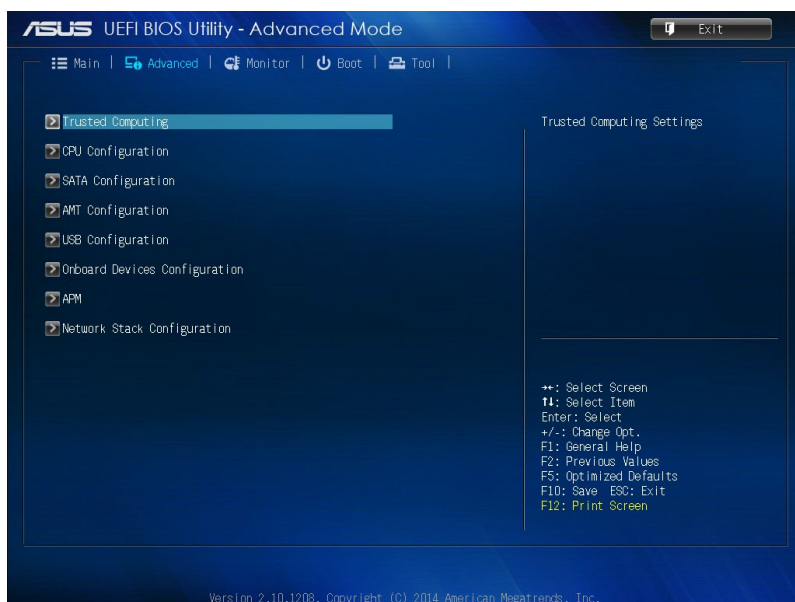 ASUS UEFI BIOS Utility - Advanced Mode
Exit
Main | Advanced | Monitor | Boot | Tool |
Trusted Computing
CPU Configuration
SATA Configuration
AMT Configuration
USB Configuration
Onboard Devices Configuration
APM
Network Stack Configuration
Trusted Computing Settings
→←: Select Screen
↑↓: Select Item
Enter: Select
+/-: Change Opt.
F1: General Help
F2: Previous Values
F5: Optimized Defaults
F10: Save ESC: Exit
F12: Print Screen
Version 2.10.1208. Copyright (C) 2014 American Megatrends, Inc.